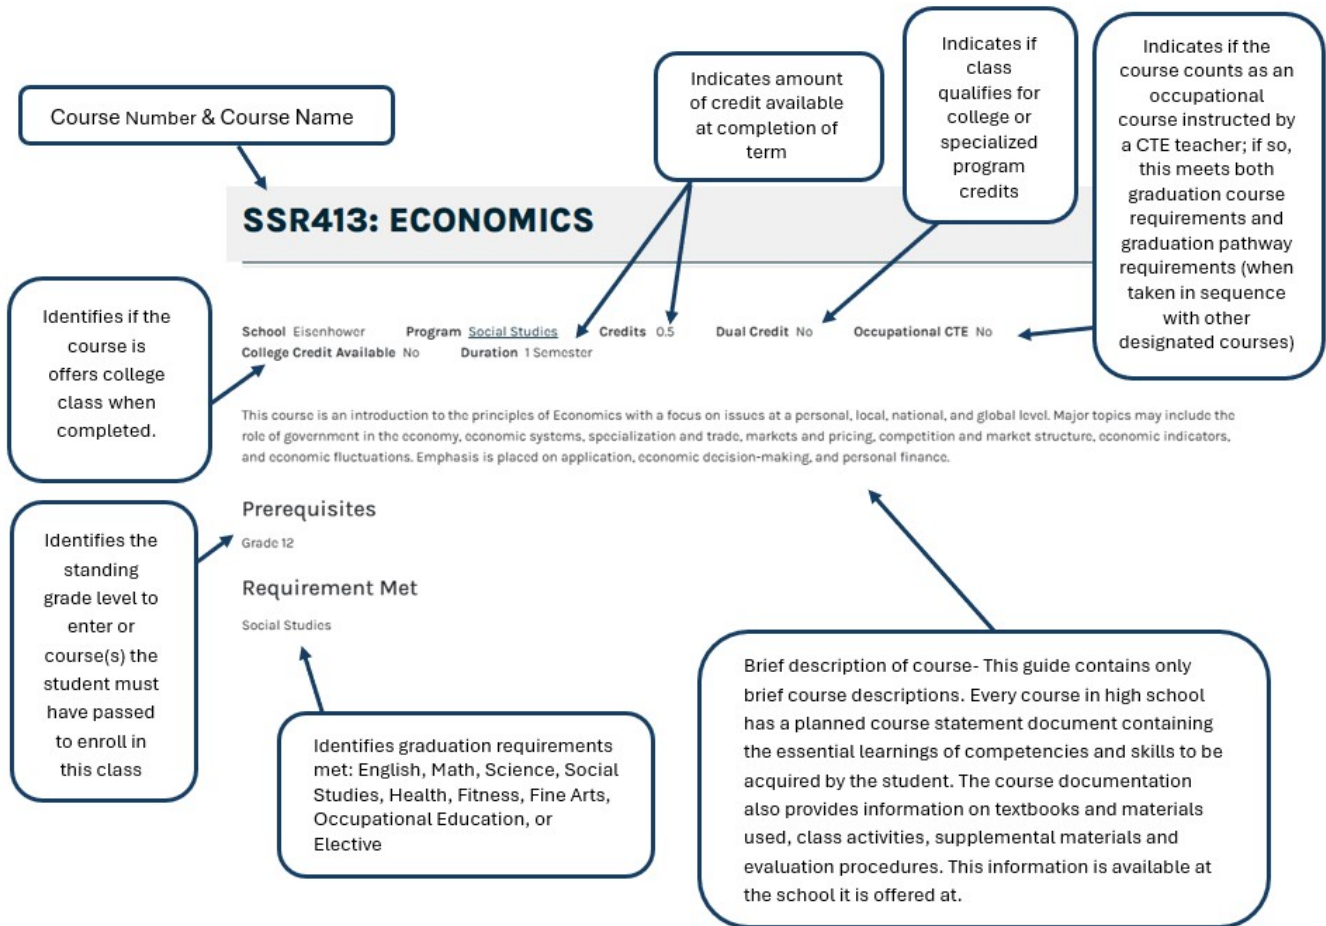 Course Number & Course Name
Indicates amount
of credit available
at completion of
term
Indicates if
class
qualifies for
college or
specialized
program
credits
Indicates if the
course counts as an
occupational
course instructed by
a CTE teacher; if so,
this meets both
graduation course
requirements and
graduation pathway
requirements (when
taken in sequence
with other
designated courses)
SSR413: ECONOMICS
Identifies if the
course is
offers college
class when
completed.
School Eisenhower Program Social Studies Credits 0.5 Dual Credit No Occupational CTE No
College Credit Available No Duration 1 Semester
This course is an introduction to the principles of Economics with a focus on issues at a personal, local, national, and global level. Major topics may include the
role of government in the economy, economic systems, specialization and trade, markets and pricing, competition and market structure, economic indicators,
and economic fluctuations. Emphasis is placed on application, economic decision-making, and personal finance.
Prerequisites
Grade 12
Requirement Met
Social Studies
Identifies the
standing
grade level to
enter or
course(s) the
student must
have passed
to enroll in
this class
Identifies graduation requirements
met: English, Math, Science, Social
Studies, Health, Fitness, Fine Arts,
Occupational Education, or
Elective
Brief description of course- This guide contains only
brief course descriptions. Every course in high school
has a planned course statement document containing
the essential learnings of competencies and skills to be
acquired by the student. The course documentation
also provides information on textbooks and materials
used, class activities, supplemental materials and
evaluation procedures. This information is available at
the school it is offered at.